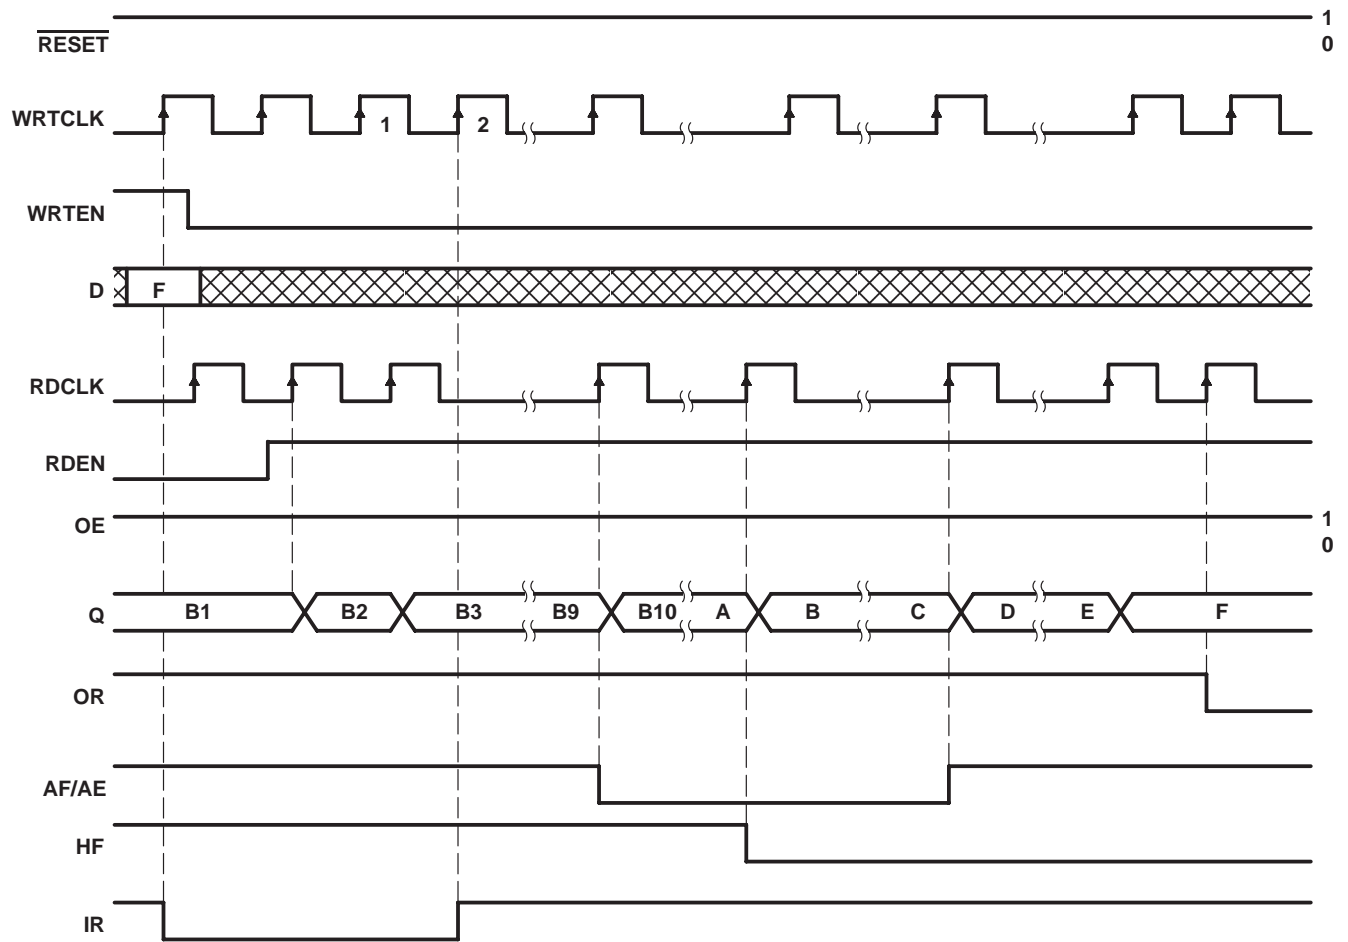 1
RESET
0
WRTCLK
1 2
WRTEN
D F
RDCLK
RDEN
OE 1
0
Q B1 B2 B3 B9 B10 A B C D E F
OR
AF/AE
HF
IR